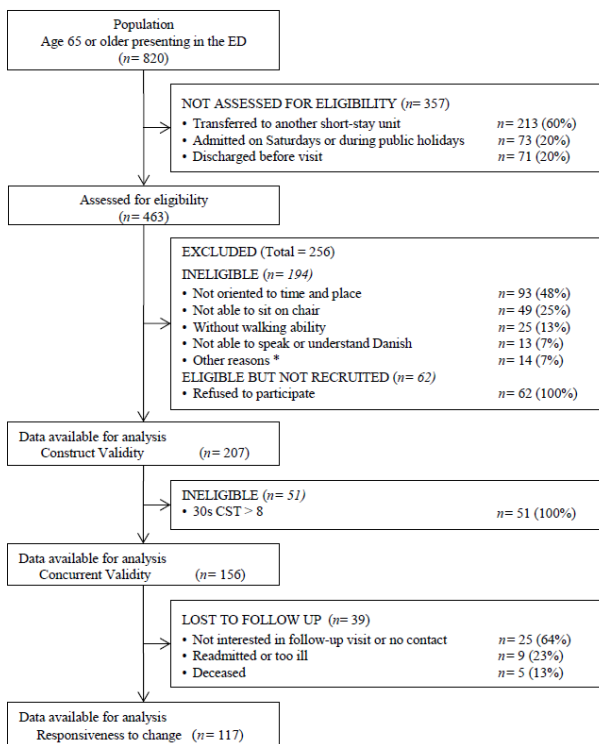 Population
Age 65 or older presenting in the ED
(n= 820)
NOT ASSESSED FOR ELIGIBILITY (n= 357)
• Transferred to another short-stay unit n= 213 (60%)
• Admitted on Saturdays or during public holidays n= 73 (20%)
• Discharged before visit n= 71 (20%)
Assessed for eligibility
(n= 463)
EXCLUDED (Total = 256)
INELIGIBLE (n= 194)
• Not oriented to time and place n= 93 (48%)
• Not able to sit on chair n= 49 (25%)
• Without walking ability n= 25 (13%)
• Not able to speak or understand Danish n= 13 (7%)
• Other reasons * n= 14 (7%)
ELIGIBLE BUT NOT RECRUITED (n= 62)
• Refused to participate n= 62 (100%)
Data available for analysis
Construct Validity (n= 207)
INELIGIBLE (n= 51)
• 30s CST > 8 n= 51 (100%)
Data available for analysis
Concurrent Validity (n= 156)
LOST TO FOLLOW UP (n= 39)
• Not interested in follow-up visit or no contact n= 25 (64%)
• Readmitted or too ill n= 9 (23%)
• Deceased n= 5 (13%)
Data available for analysis
Responsiveness to change (n= 117)